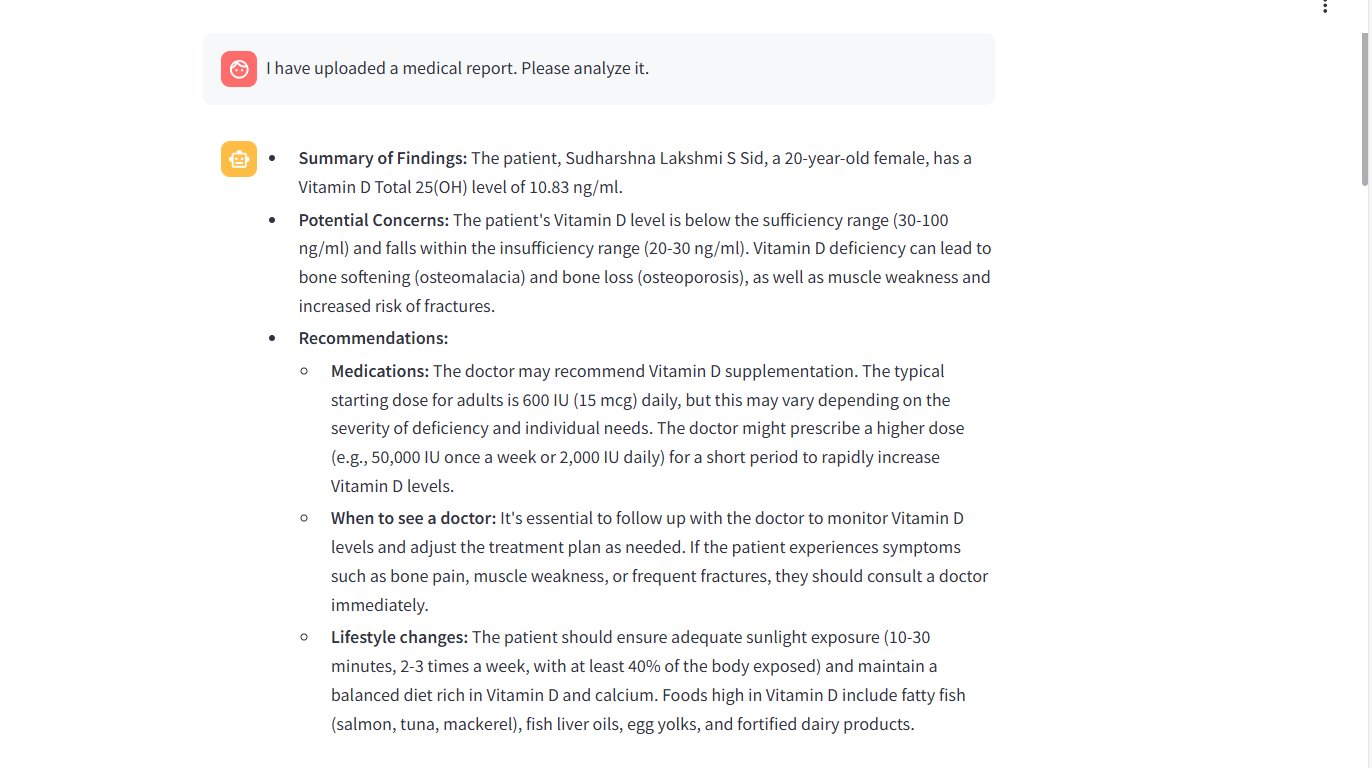 I have uploaded a medical report. Please analyze it.
• Summary of Findings: The patient, Sudharshna Lakshmi S Sid, a 20-year-old female, has a
Vitamin D Total 25(OH) level of 10.83 ng/ml.
• Potential Concerns: The patient's Vitamin D level is below the sufficiency range (30-100
ng/ml) and falls within the insufficiency range (20-30 ng/ml). Vitamin D deficiency can lead to
bone softening (osteomalacia) and bone loss (osteoporosis), as well as muscle weakness and
increased risk of fractures.
• Recommendations:
○ Medications: The doctor may recommend Vitamin D supplementation. The typical
starting dose for adults is 600 IU (15 mcg) daily, but this may vary depending on the
severity of deficiency and individual needs. The doctor might prescribe a higher dose
(e.g., 50,000 IU once a week or 2,000 IU daily) for a short period to rapidly increase
Vitamin D levels.
○ When to see a doctor: It's essential to follow up with the doctor to monitor Vitamin D
levels and adjust the treatment plan as needed. If the patient experiences symptoms
such as bone pain, muscle weakness, or frequent fractures, they should consult a doctor
immediately.
○ Lifestyle changes: The patient should ensure adequate sunlight exposure (10-30
minutes, 2-3 times a week, with at least 40% of the body exposed) and maintain a
balanced diet rich in Vitamin D and calcium. Foods high in Vitamin D include fatty fish
(salmon, tuna, mackerel), fish liver oils, egg yolks, and fortified dairy products.